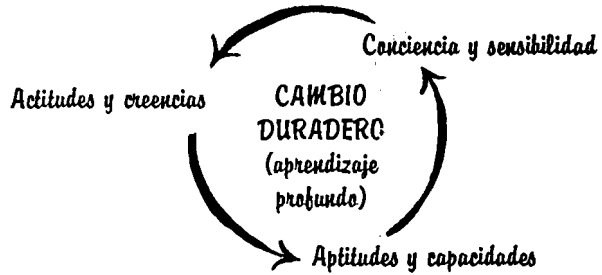 Conciencia y sensibilidad
Actitudes y creencias
CAMBIO
DURADERO
(aprendizaje
profundo)
Aptitudes y capacidades